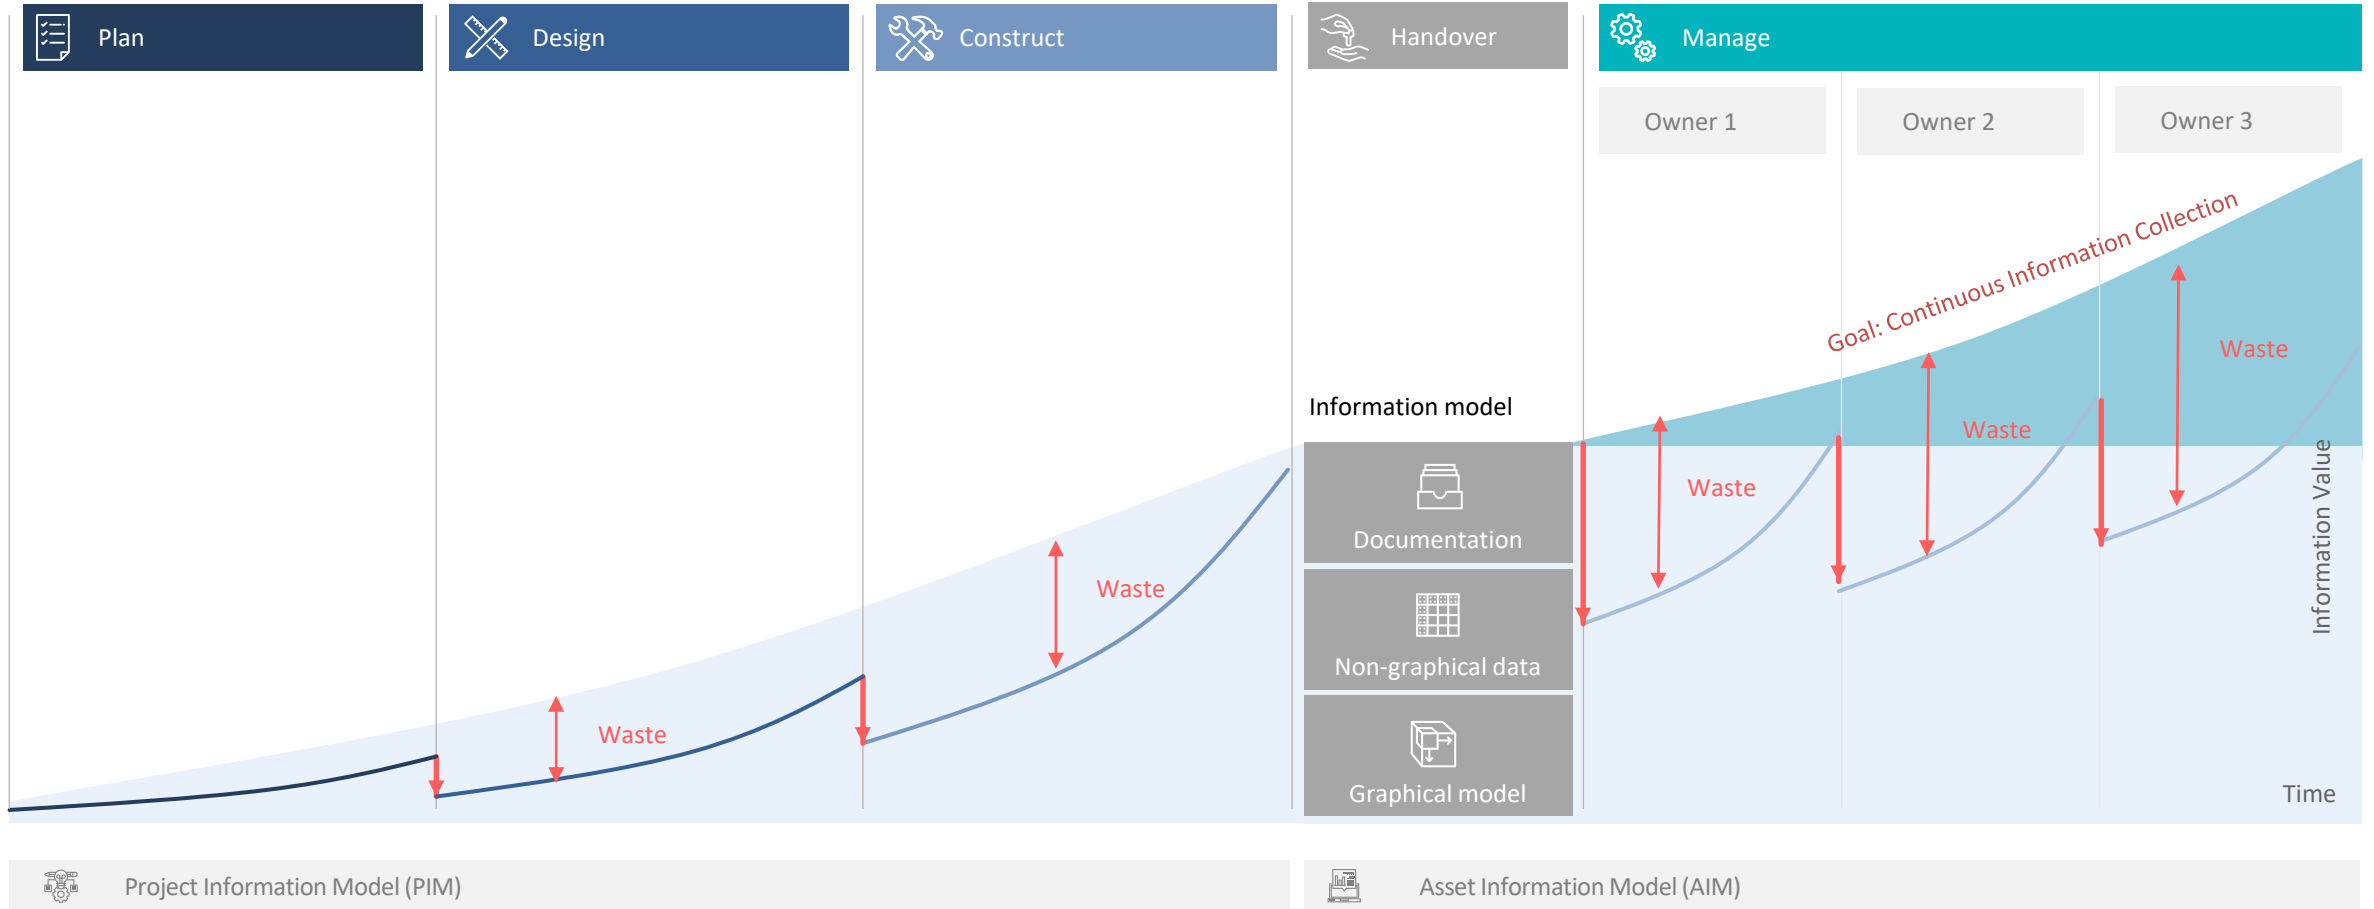 Plan
Design
Construct
Handover
Manage
Owner 1
Owner 2
Owner 3
Goal: Continuous Information Collection
Waste
Waste
Waste
Waste
Waste
Information model
Documentation
Non-graphical data
Graphical model
Information Value
Time
Project Information Model (PIM)
Asset Information Model (AIM)